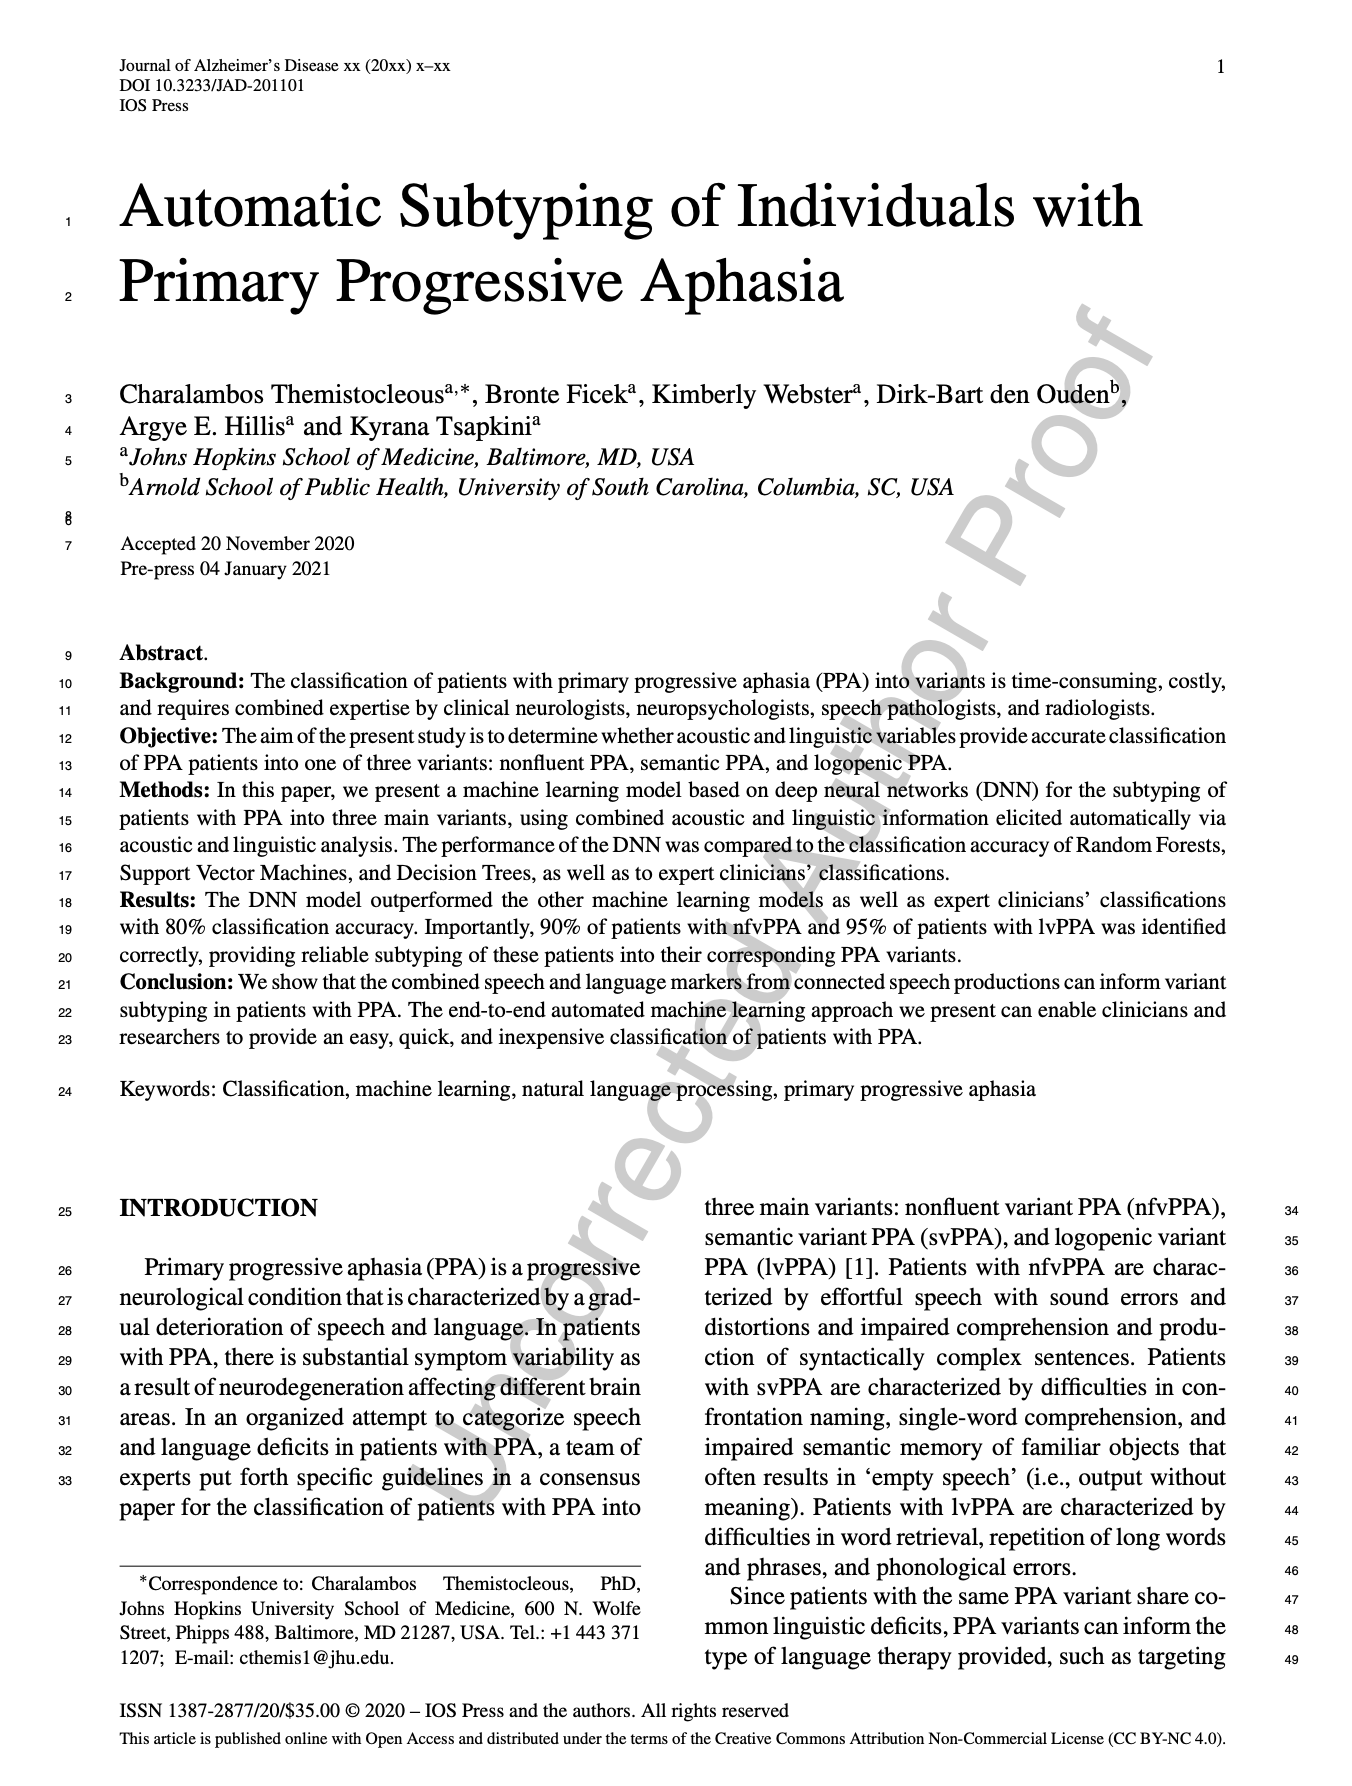 Journal of Alzheimer's Disease xx (20xx) x–xx
DOI 10.3233/JAD-201101
IOS Press
1
1 Automatic Subtyping of Individuals with
2 Primary Progressive Aphasia
3 Charalambos Themistocleousa,*, Bronte Ficeka, Kimberly Webstera, Dirk-Bart den Oudenb,
4 Argye E. Hillisa and Kyrana Tsapkinia
5 aJohns Hopkins School of Medicine, Baltimore, MD, USA
bArnold School of Public Health, University of South Carolina, Columbia, SC, USA
7 Accepted 20 November 2020
Pre-press 04 January 2021
9 Abstract.
10 Background: The classification of patients with primary progressive aphasia (PPA) into variants is time-consuming, costly,
11 and requires combined expertise by clinical neurologists, neuropsychologists, speech pathologists, and radiologists.
12 Objective: The aim of the present study is to determine whether acoustic and linguistic variables provide accurate classification
13 of PPA patients into one of three variants: nonfluent PPA, semantic PPA, and logopenic PPA.
14 Methods: In this paper, we present a machine learning model based on deep neural networks (DNN) for the subtyping of
15 patients with PPA into three main variants, using combined acoustic and linguistic information elicited automatically via
16 acoustic and linguistic analysis. The performance of the DNN was compared to the classification accuracy of Random Forests,
17 Support Vector Machines, and Decision Trees, as well as to expert clinicians' classifications.
18 Results: The DNN model outperformed the other machine learning models as well as expert clinicians' classifications
19 with 80% classification accuracy. Importantly, 90% of patients with nfvPPA and 95% of patients with lvPPA was identified
20 correctly, providing reliable subtyping of these patients into their corresponding PPA variants.
21 Conclusion: We show that the combined speech and language markers from connected speech productions can inform variant
22 subtyping in patients with PPA. The end-to-end automated machine learning approach we present can enable clinicians and
23 researchers to provide an easy, quick, and inexpensive classification of patients with PPA.
24 Keywords: Classification, machine learning, natural language processing, primary progressive aphasia
25 INTRODUCTION
26 Primary progressive aphasia (PPA) is a progressive
27 neurological condition that is characterized by a grad-
28 ual deterioration of speech and language. In patients
29 with PPA, there is substantial symptom variability as
30 a result of neurodegeneration affecting different brain
31 areas. In an organized attempt to categorize speech
32 and language deficits in patients with PPA, a team of
33 experts put forth specific guidelines in a consensus
paper for the classification of patients with PPA into
*Correspondence to: Charalambos Themistocleous, PhD,
Johns Hopkins University School of Medicine, 600 N. Wolfe
Street, Phipps 488, Baltimore, MD 21287, USA. Tel.: +1 443 371
1207; E-mail: cthemis1@jhu.edu.
three main variants: nonfluent variant PPA (nfvPPA), 34
semantic variant PPA (svPPA), and logopenic variant 35
PPA (lvPPA) [1]. Patients with nfvPPA are charac- 36
terized by effortful speech with sound errors and 37
distortions and impaired comprehension and produ- 38
ction of syntactically complex sentences. Patients 39
with svPPA are characterized by difficulties in con- 40
frontation naming, single-word comprehension, and 41
impaired semantic memory of familiar objects that 42
often results in 'empty speech' (i.e., output without 43
meaning). Patients with lvPPA are characterized by 44
difficulties in word retrieval, repetition of long words 45
and phrases, and phonological errors. 46
Since patients with the same PPA variant share co- 47
mmon linguistic deficits, PPA variants can inform the 48
type of language therapy provided, such as targeting 49
ISSN 1387-2877/20/$35.00 © 2020 – IOS Press and the authors. All rights reserved
This article is published online with Open Access and distributed under the terms of the Creative Commons Attribution Non-Commercial License (CC BY-NC 4.0).
Uncorrected Author Proof